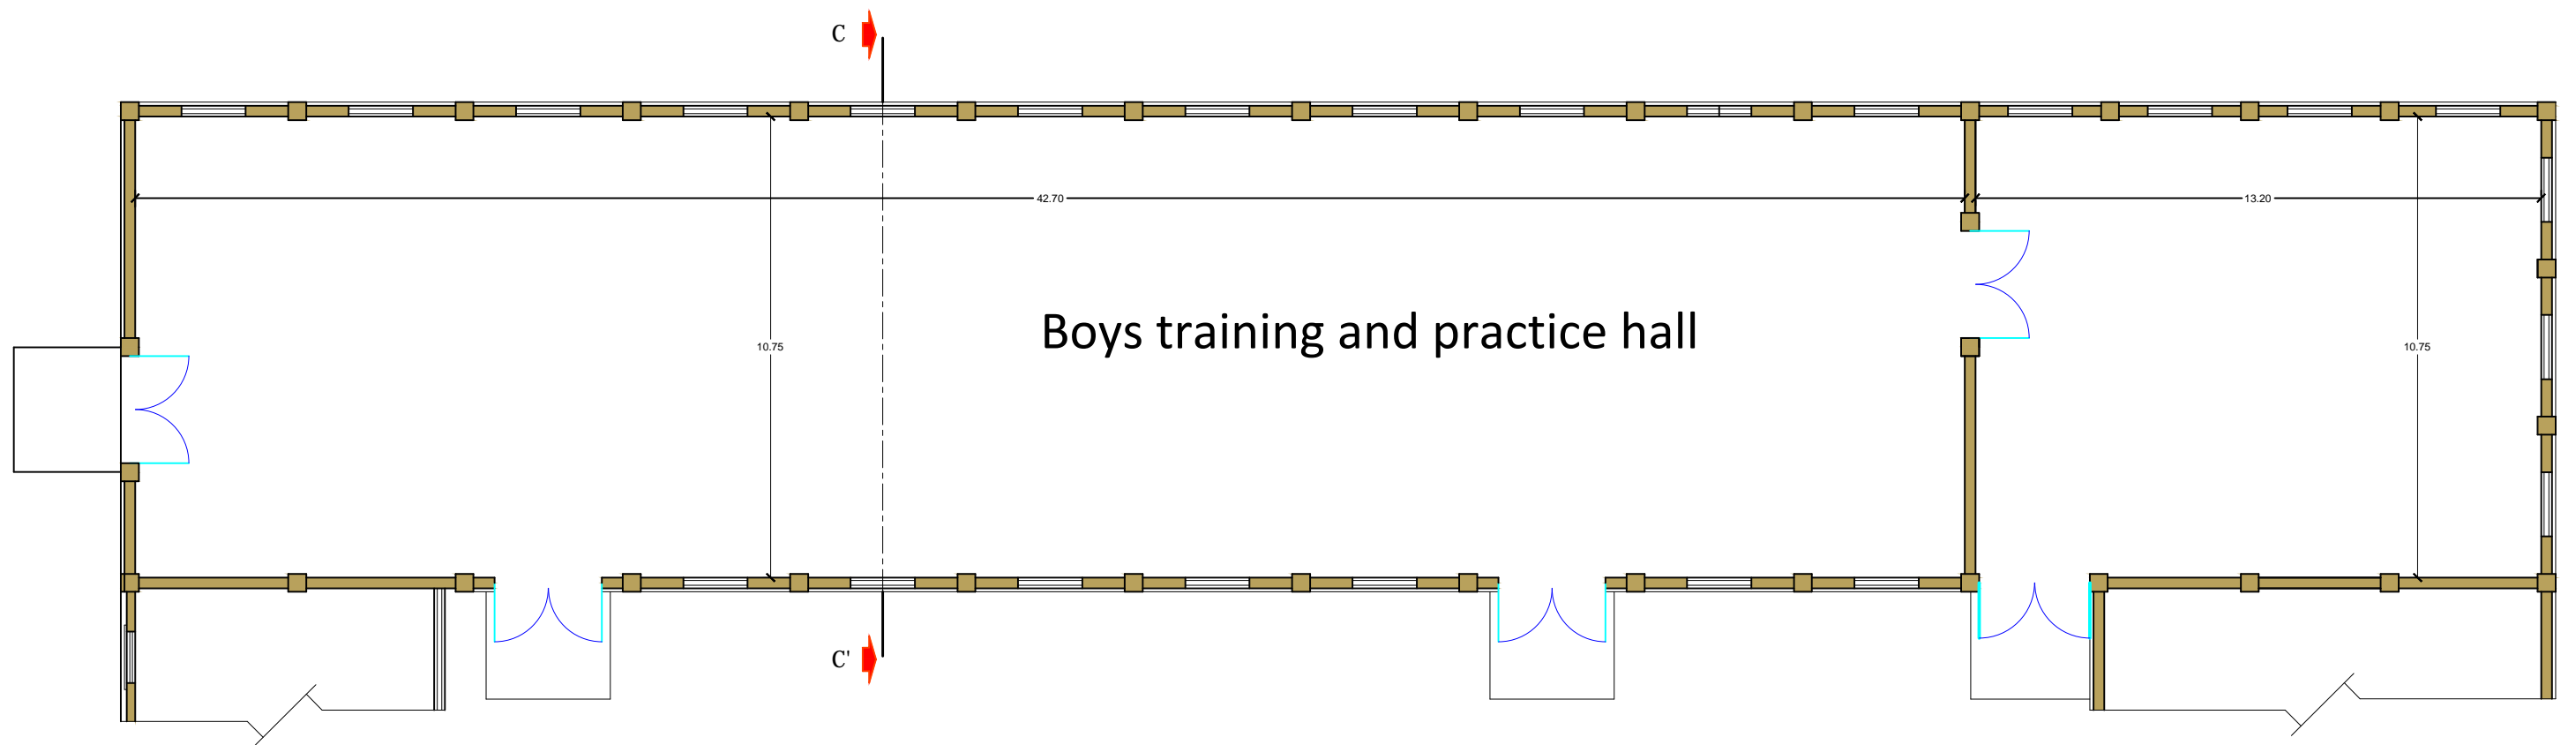 C
42.70
13.20
Boys training and practice hall
10.75
10.75
C'